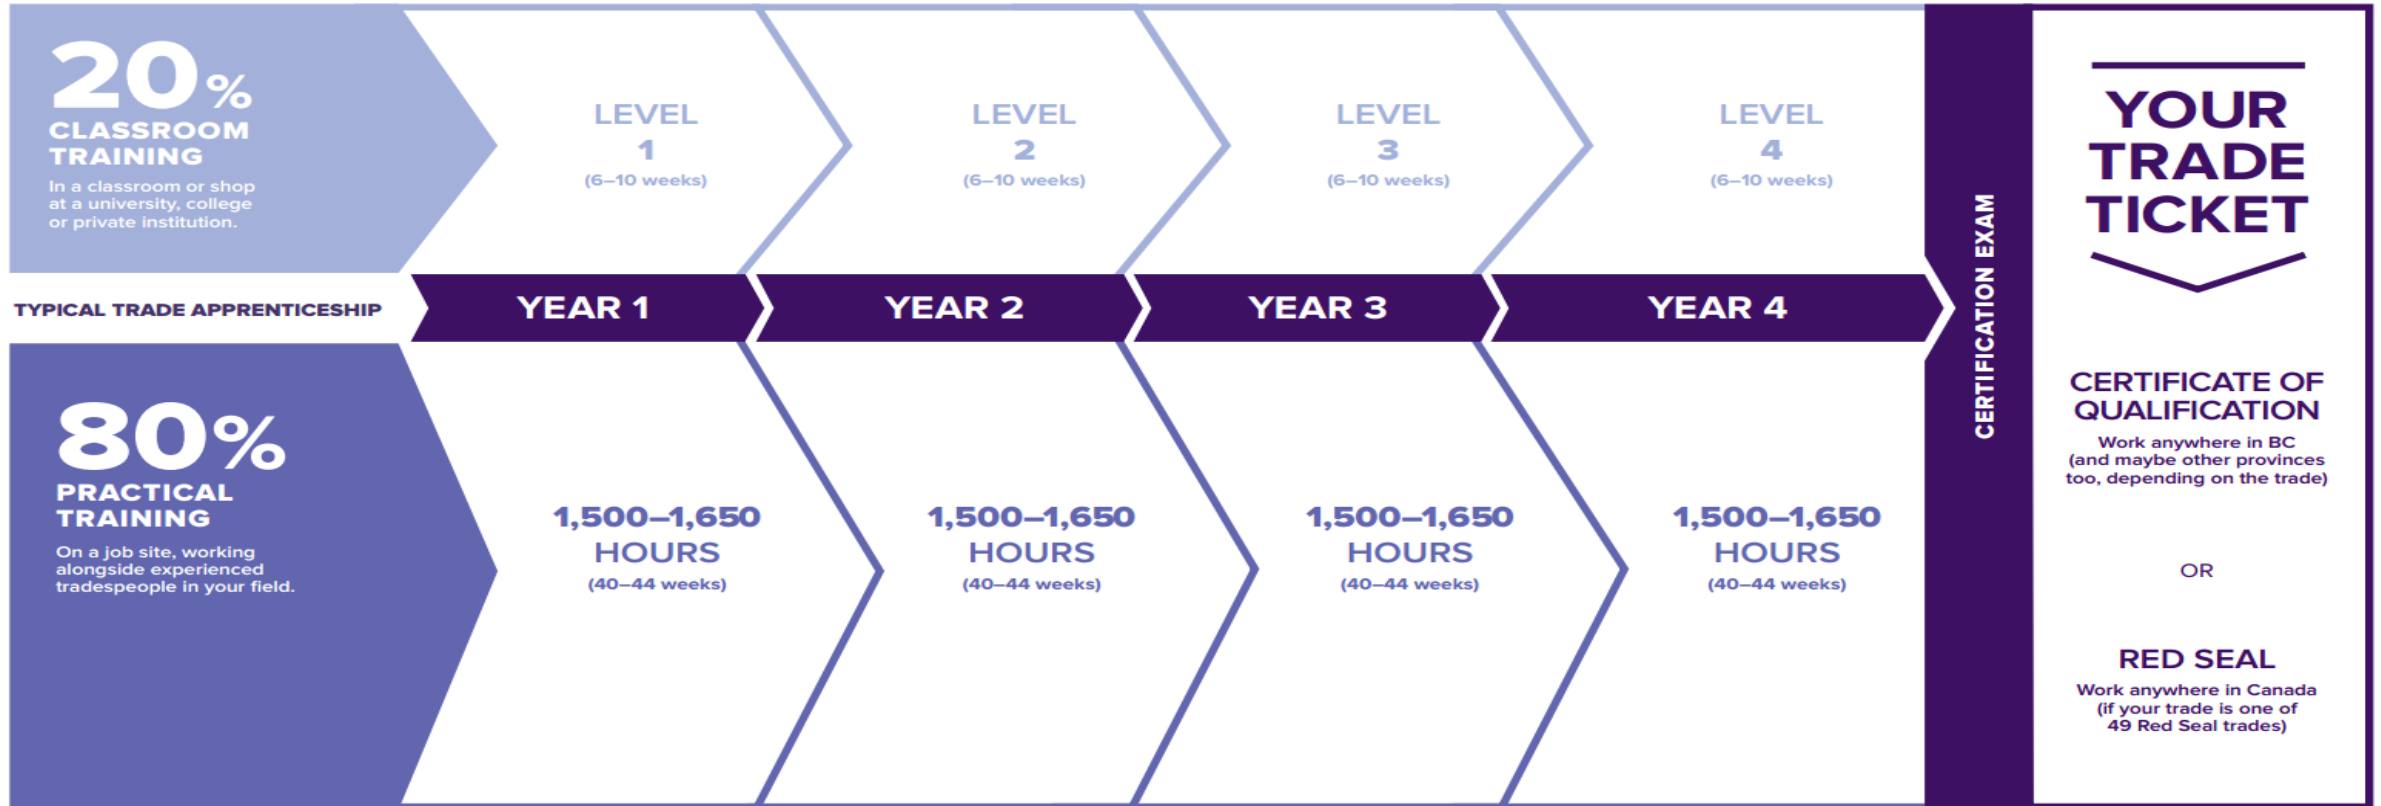 20%
CLASSROOM
TRAINING
In a classroom or shop
at a university, college
or private institution.
LEVEL
1
(6–10 weeks)
LEVEL
2
(6–10 weeks)
LEVEL
3
(6–10 weeks)
LEVEL
4
(6–10 weeks)
TYPICAL TRADE APPRENTICESHIP
YEAR 1
YEAR 2
YEAR 3
YEAR 4
80%
PRACTICAL
TRAINING
On a job site, working
alongside experienced
tradespeople in your field.
1,500–1,650
HOURS
(40–44 weeks)
1,500–1,650
HOURS
(40–44 weeks)
1,500–1,650
HOURS
(40–44 weeks)
1,500–1,650
HOURS
(40–44 weeks)
CERTIFICATION EXAM
YOUR
TRADE
TICKET
CERTIFICATE OF
QUALIFICATION
Work anywhere in BC
(and maybe other provinces
too, depending on the trade)
OR
RED SEAL
Work anywhere in Canada
(if your trade is one of
49 Red Seal trades)